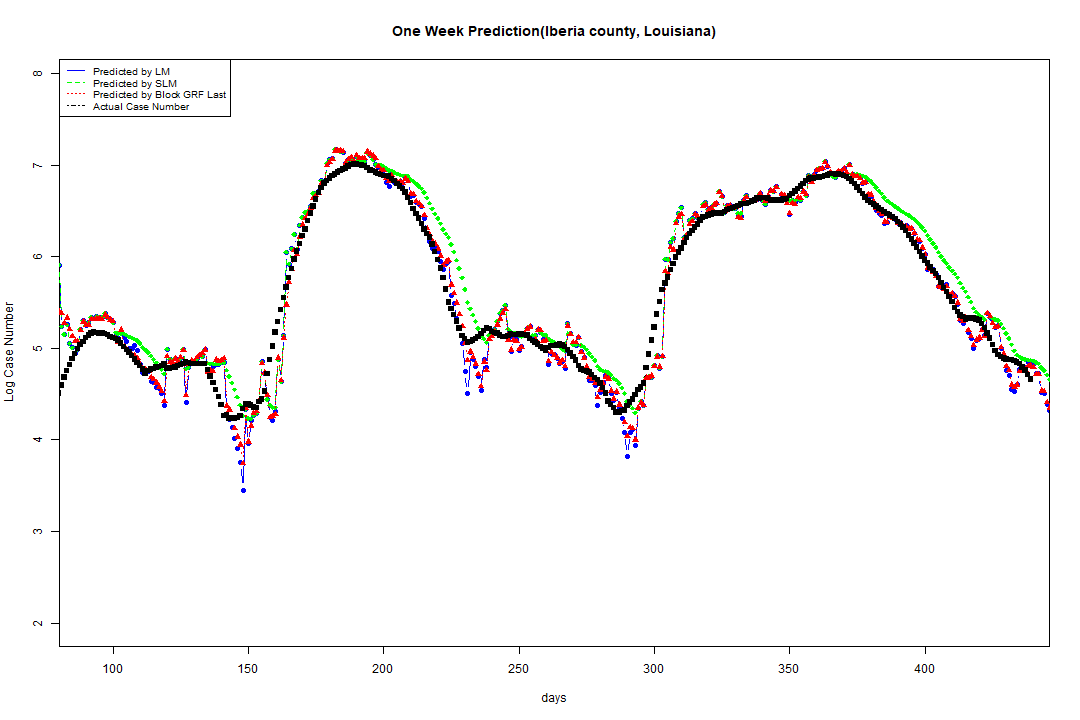 One Week Prediction(Iberia county, Louisiana)
Predicted by LM
Predicted by SLM
Predicted by Block GRF Last
Actual Case Number
Log Case Number
8
7
6
5
4
3
2
100 150 200 250 300 350 400
days